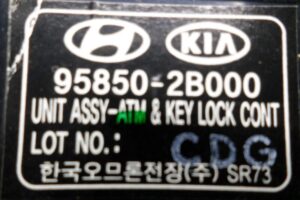 KIA
95850-2B000
UNIT ASSY-ATM & KEY LOCK CONT
LOT NO.: CDG
한국오므론전장(주) SR73